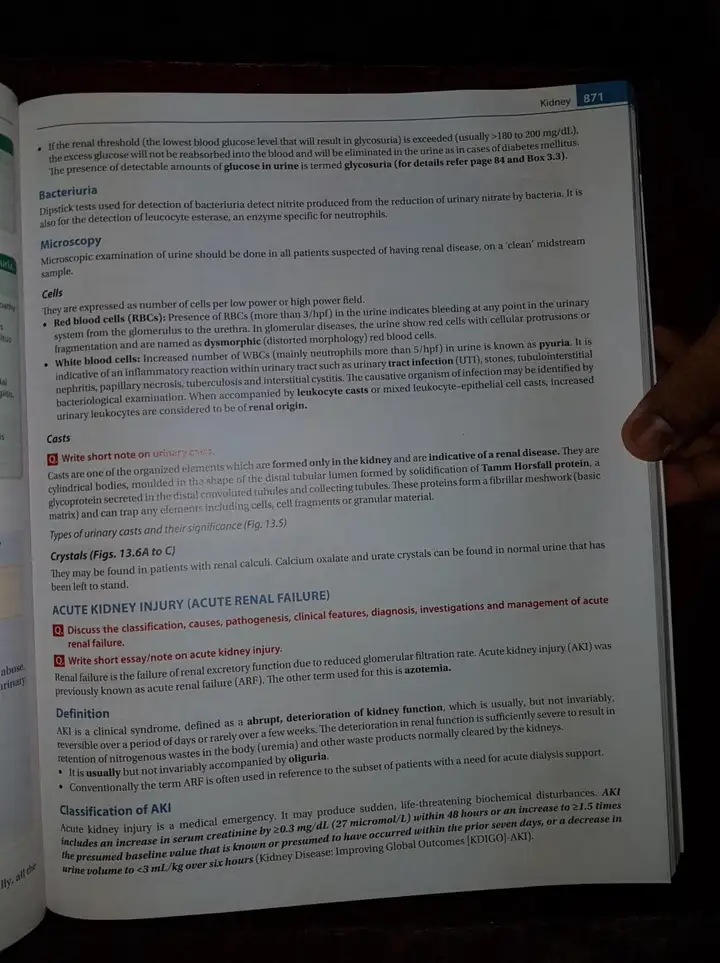 Kidney 871
• If the renal threshold (the lowest blood glucose level that will result in glycosuria) is exceeded (usually >180 to 200 mg/dL),
the excess glucose will not be reabsorbed into the blood and will be eliminated in the urine as in cases of diabetes mellitus.
The presence of detectable amounts of glucose in urine is termed glycosuria (for details refer page 84 and Box 3.3).
Bacteriuria
Dipstick tests used for detection of bacteriuria detect nitrite produced from the reduction of urinary nitrate by bacteria. It is
also for the detection of leucocyte esterase, an enzyme specific for neutrophils.
Microscopy
Microscopic examination of urine should be done in all patients suspected of having renal disease, on a 'clean' midstream
sample.
Cells
They are expressed as number of cells per low power or high power field.
• Red blood cells (RBCs): Presence of RBCs (more than 3/hpf) in the urine indicates bleeding at any point in the urinary
system from the glomerulus to the urethra. In glomerular diseases, the urine show red cells with cellular protrusions or
fragmentation and are named as dysmorphic (distorted morphology) red blood cells.
• White blood cells: Increased number of WBCs (mainly neutrophils more than 5/hpf) in urine is known as pyuria. It is
indicative of an inflammatory reaction within urinary tract such as urinary tract infection (UTI), stones, tubulointerstitial
nephritis, papillary necrosis, tuberculosis and interstitial cystitis. The causative organism of infection may be identified by
bacteriological examination. When accompanied by leukocyte casts or mixed leukocyte–epithelial cell casts, increased
urinary leukocytes are considered to be of renal origin.
Casts
Q. Write short note on urinary casts.
Casts are one of the organized elements which are formed only in the kidney and are indicative of a renal disease. They are
cylindrical bodies, moulded in the shape of the distal tubular lumen formed by solidification of Tamm Horsfall protein, a
glycoprotein secreted in the distal convoluted tubules and collecting tubules. These proteins form a fibrillar meshwork (basic
matrix) and can trap any elements including cells, cell fragments or granular material.
Types of urinary casts and their significance (Fig. 13.5)
Crystals (Figs. 13.6A to C)
They may be found in patients with renal calculi. Calcium oxalate and urate crystals can be found in normal urine that has
been left to stand.
ACUTE KIDNEY INJURY (ACUTE RENAL FAILURE)
Q. Discuss the classification, causes, pathogenesis, clinical features, diagnosis, investigations and management of acute
renal failure.
Q. Write short essay/note on acute kidney injury.
Renal failure is the failure of renal excretory function due to reduced glomerular filtration rate. Acute kidney injury (AKI) was
previously known as acute renal failure (ARF). The other term used for this is azotemia.
Definition
AKI is a clinical syndrome, defined as a abrupt, deterioration of kidney function, which is usually, but not invariably,
reversible over a period of days or rarely over a few weeks. The deterioration in renal function is sufficiently severe to result in
retention of nitrogenous wastes in the body (uremia) and other waste products normally cleared by the kidneys.
• It is usually but not invariably accompanied by oliguria.
• Conventionally the term ARF is often used in reference to the subset of patients with a need for acute dialysis support.
Classification of AKI
Acute kidney injury is a medical emergency. It may produce sudden, life-threatening biochemical disturbances. AKI
includes an increase in serum creatinine by ≥0.3 mg/dL (27 micromol/L) within 48 hours or an increase to ≥1.5 times
the presumed baseline value that is known or presumed to have occurred within the prior seven days, or a decrease in
urine volume to <3 mL/kg over six hours (Kidney Disease: Improving Global Outcomes [KDIGO]-AKI).
abuse.
lly, all the